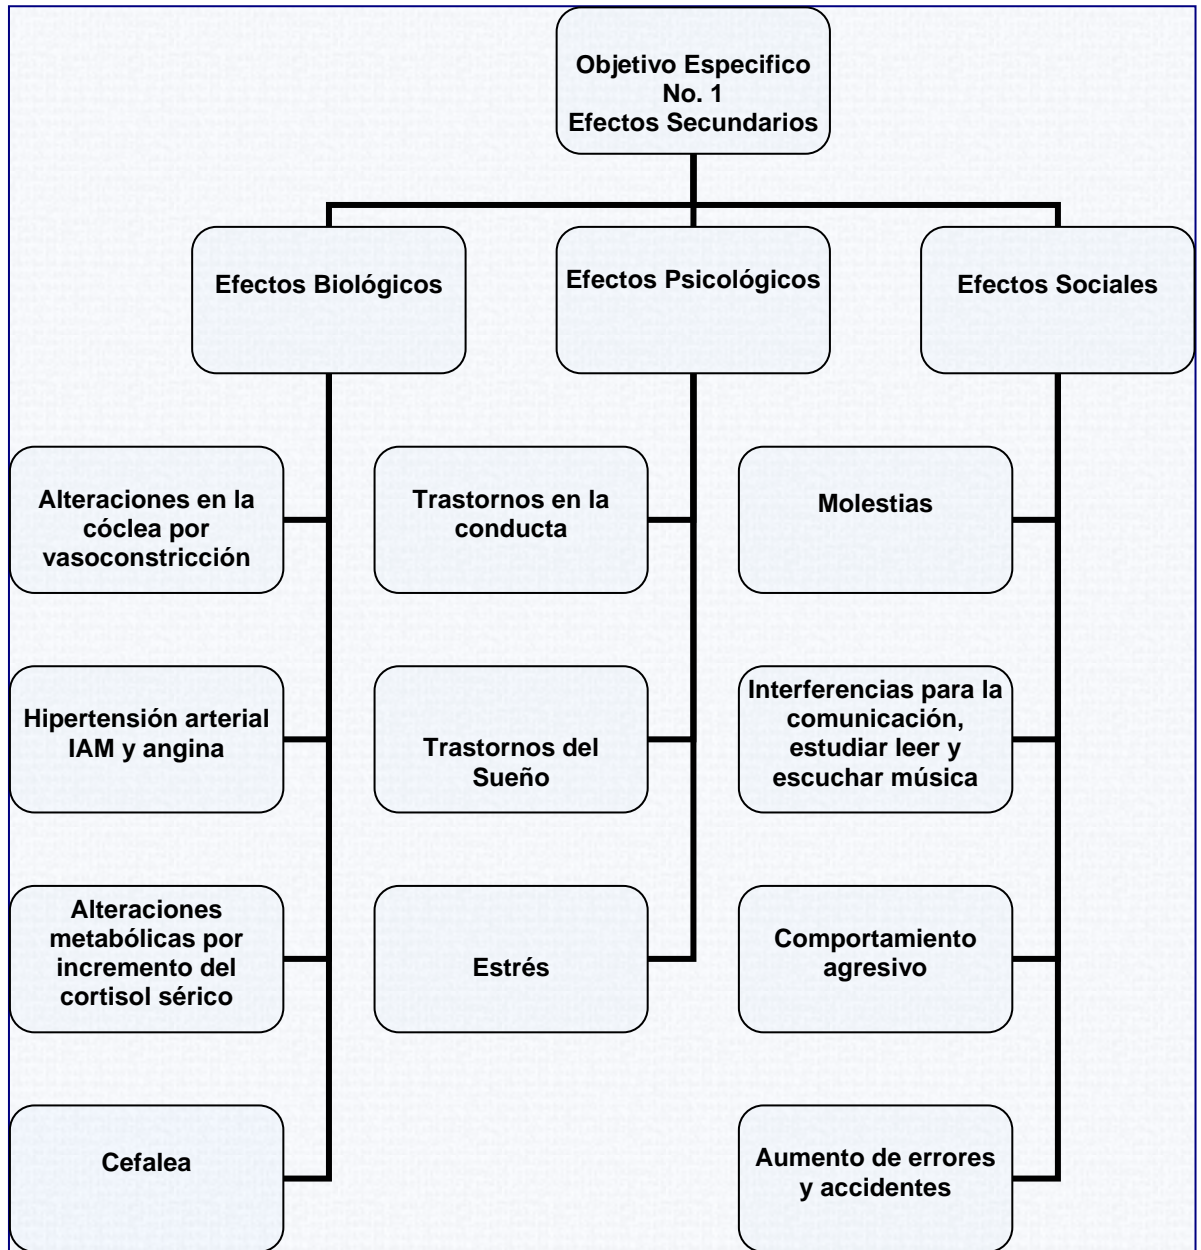 Objetivo Especifico
No. 1
Efectos Secundarios
Efectos Biológicos
Efectos Psicológicos
Efectos Sociales
Alteraciones en la
cóclea por
vasoconstricción
Trastornos en la
conducta
Molestias
Hipertensión arterial
IAM y angina
Trastornos del
Sueño
Interferencias para la
comunicación,
estudiar leer y
escuchar música
Alteraciones
metabólicas por
incremento del
cortisol sérico
Estrés
Comportamiento
agresivo
Cefalea
Aumento de errores
y accidentes